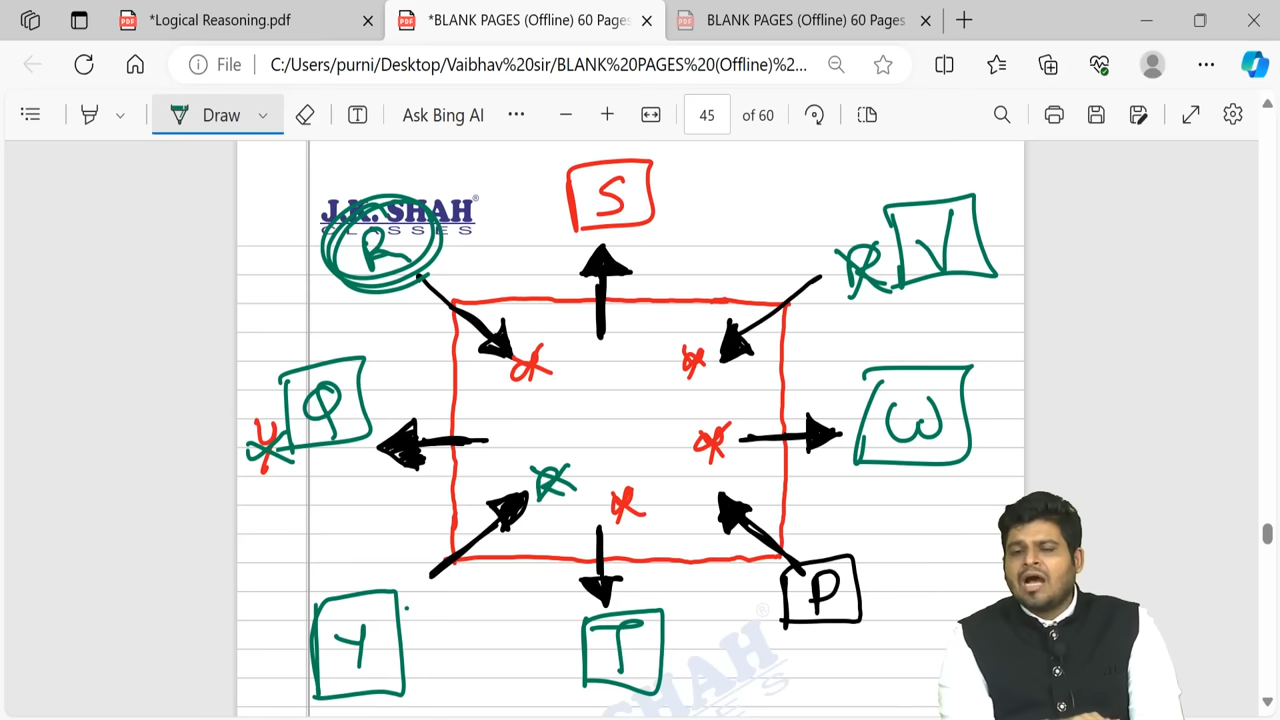 *Logical Reasoning.pdf
*BLANK PAGES (Offline) 60 Pages
BLANK PAGES (Offline) 60 Pages
File
C:/Users/purni/Desktop/Vaibhav%20sir/BLANK%20PAGES%20(Offline)%2...
Draw
Ask Bing AI
45
of 60
S
J.K. SHAH®
CLASSES
R
R
V
R
R
Q
Y
R
W
R
R
P
Y
T
SHAH®